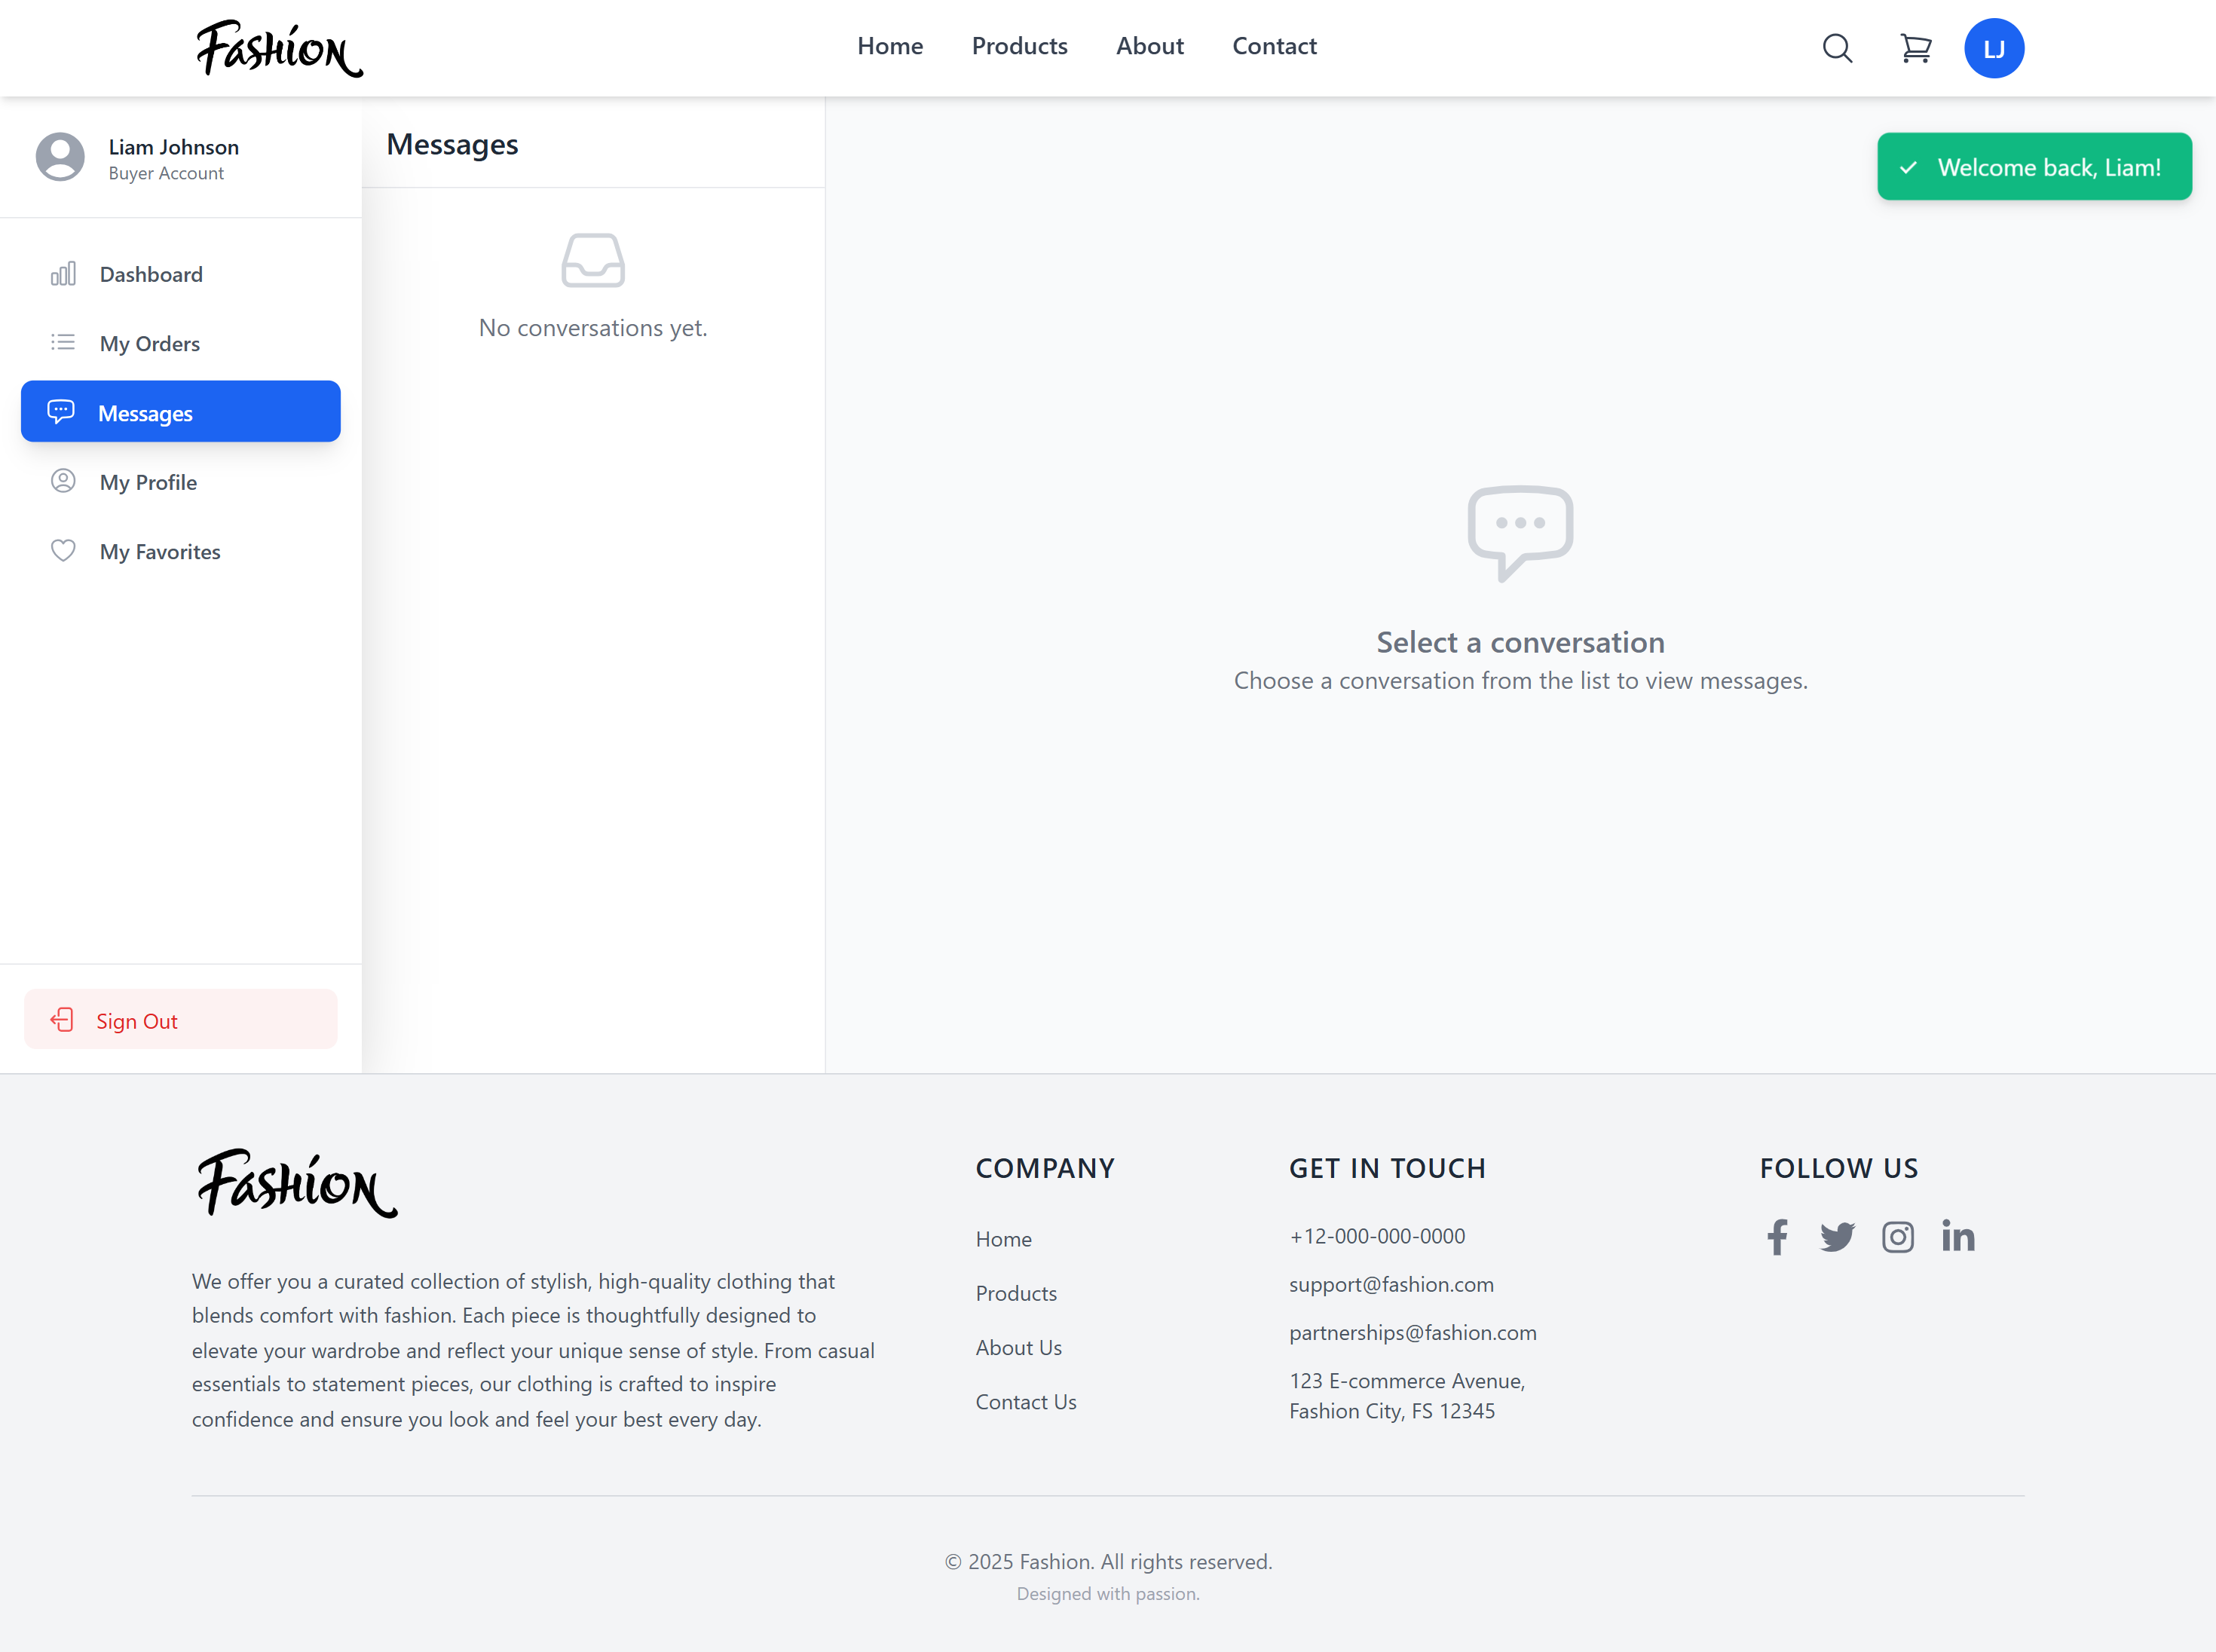 Fashion
Home
Products
About
Contact
LJ
Liam Johnson
Buyer Account
Dashboard
My Orders
Messages
My Profile
My Favorites
Sign Out
Messages
No conversations yet.
Welcome back, Liam!
Select a conversation
Choose a conversation from the list to view messages.
Fashion
We offer you a curated collection of stylish, high-quality clothing that
blends comfort with fashion. Each piece is thoughtfully designed to
elevate your wardrobe and reflect your unique sense of style. From casual
essentials to statement pieces, our clothing is crafted to inspire
confidence and ensure you look and feel your best every day.
COMPANY
Home
Products
About Us
Contact Us
GET IN TOUCH
+12-000-000-0000
support@fashion.com
partnerships@fashion.com
123 E-commerce Avenue,
Fashion City, FS 12345
FOLLOW US
© 2025 Fashion. All rights reserved.
Designed with passion.